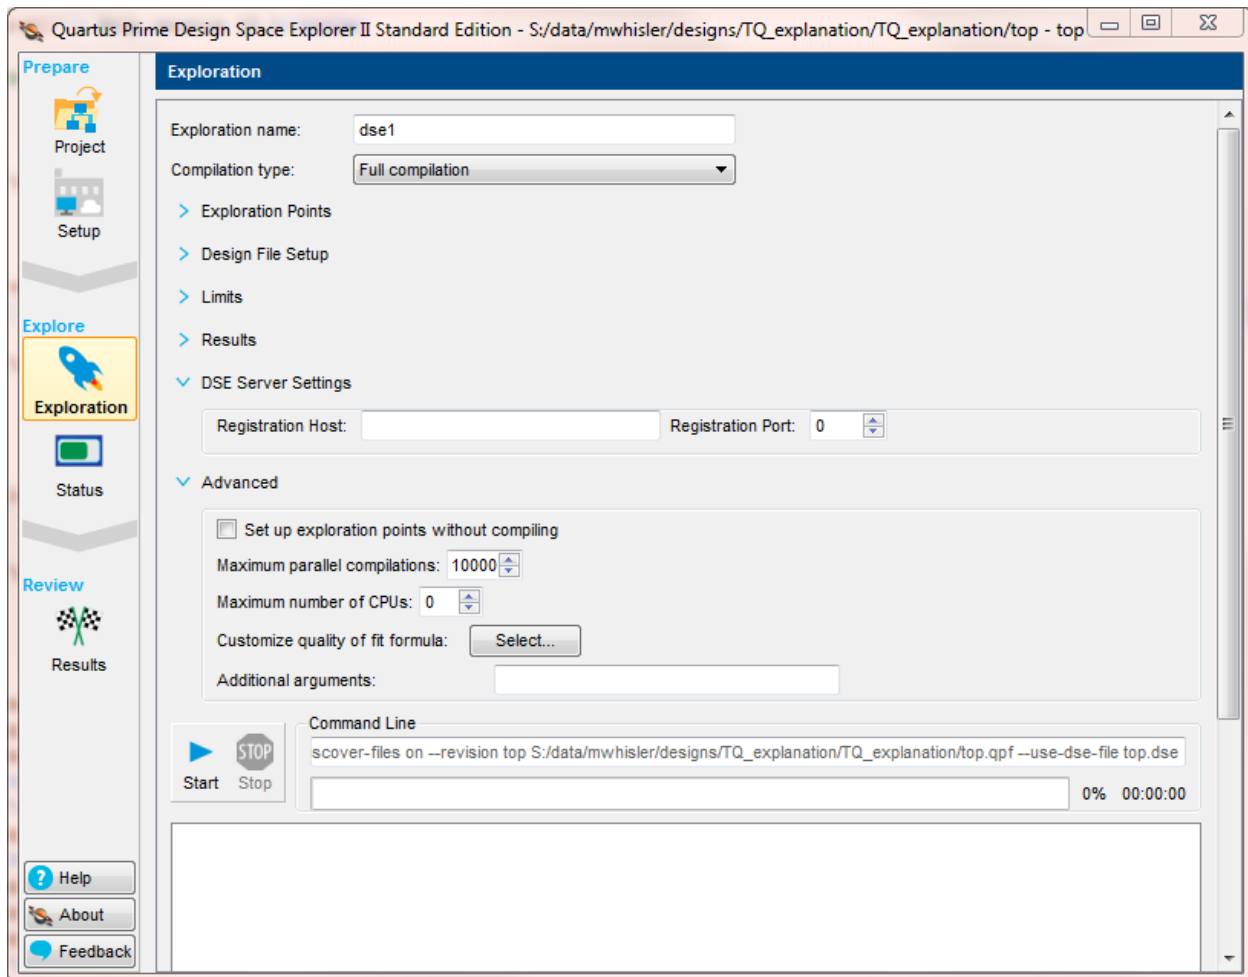 Quartus Prime Design Space Explorer II Standard Edition - S:/data/mwhisler/designs/TQ_explanation/TQ_explanation/top - top
Prepare
Project
Setup
Explore
Exploration
Status
Review
Results
Help
About
Feedback
Exploration
Exploration name: dse1
Compilation type: Full compilation
Exploration Points
Design File Setup
Limits
Results
DSE Server Settings
Registration Host: Registration Port: 0
Advanced
Set up exploration points without compiling
Maximum parallel compilations: 10000
Maximum number of CPUs: 0
Customize quality of fit formula: Select...
Additional arguments:
Start
STOP
Stop
Command Line
scover-files on --revision top S:/data/mwhisler/designs/TQ_explanation/TQ_explanation/top.qpf --use-dse-file top.dse
0% 00:00:00